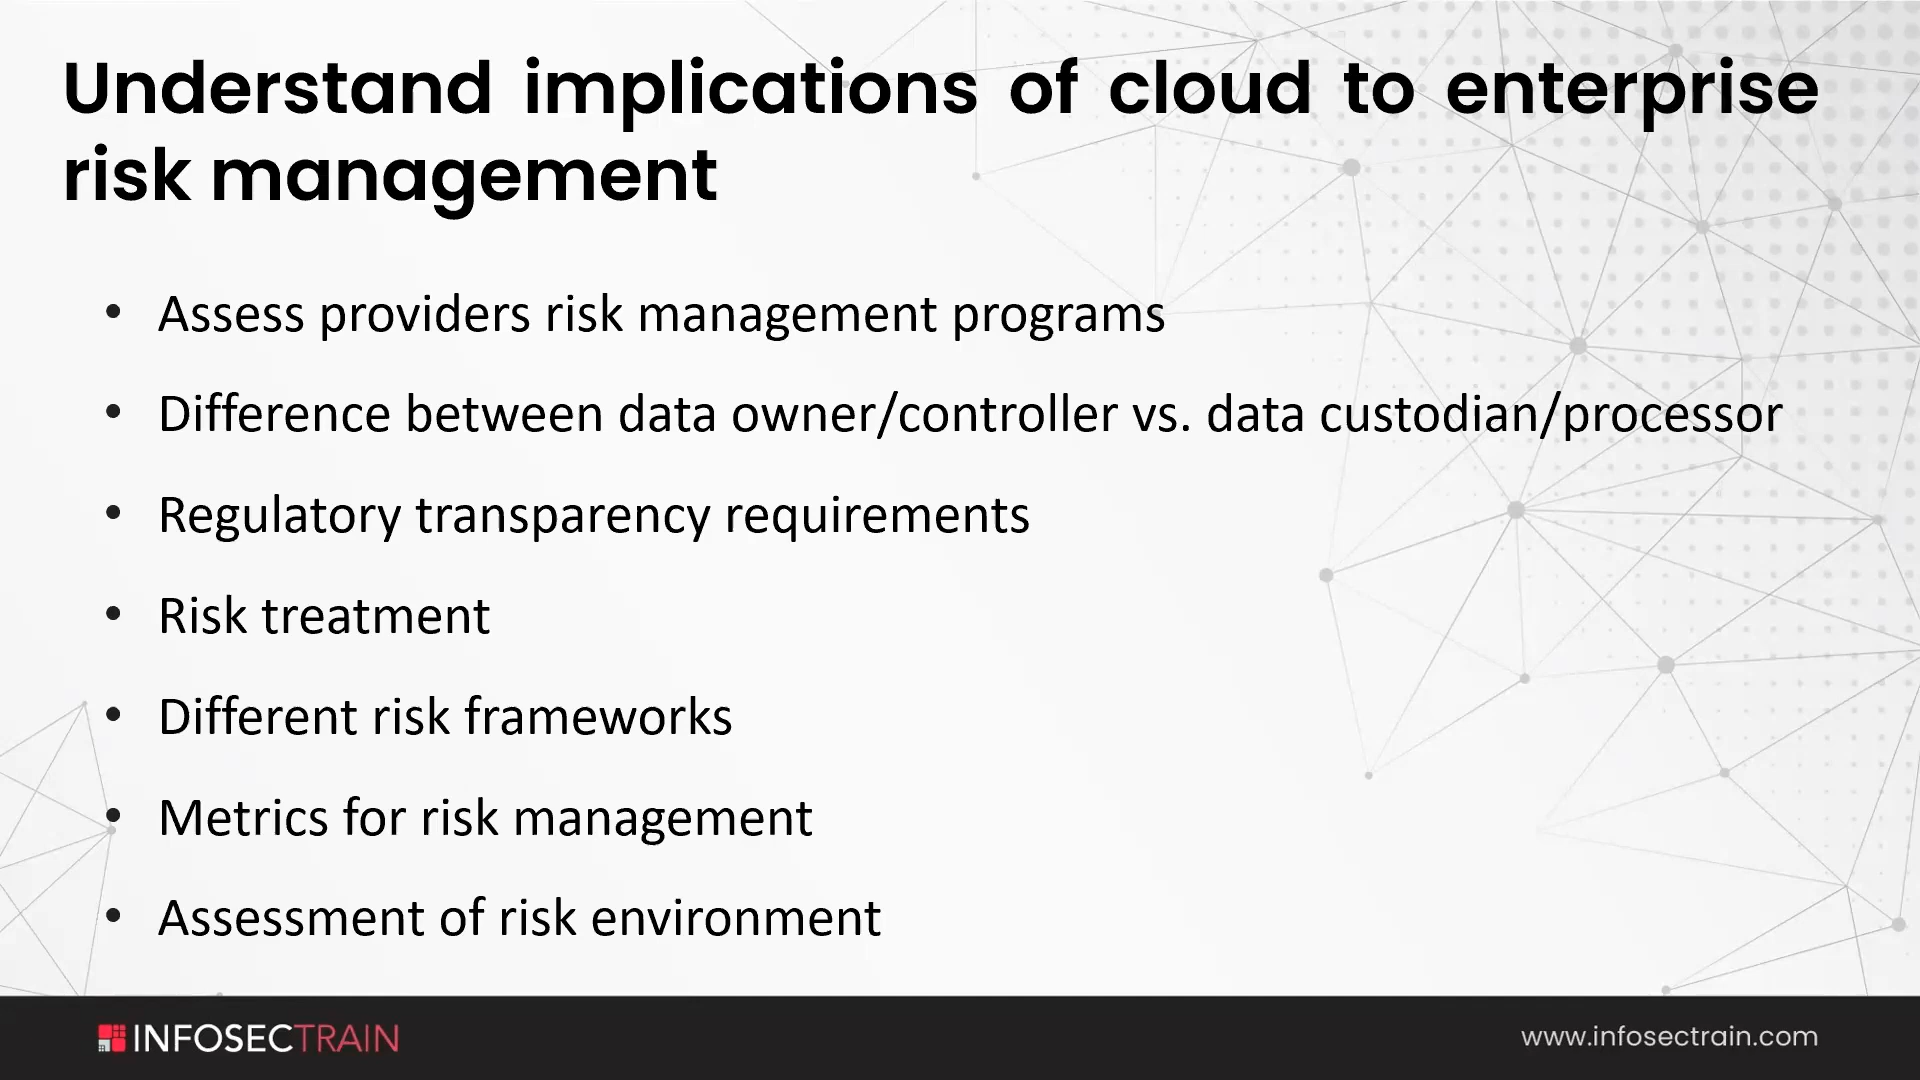 Understand implications of cloud to enterprise
risk management
• Assess providers risk management programs
• Difference between data owner/controller vs. data custodian/processor
• Regulatory transparency requirements
• Risk treatment
• Different risk frameworks
• Metrics for risk management
• Assessment of risk environment
INFOSECTRAIN
www.infosectrain.com